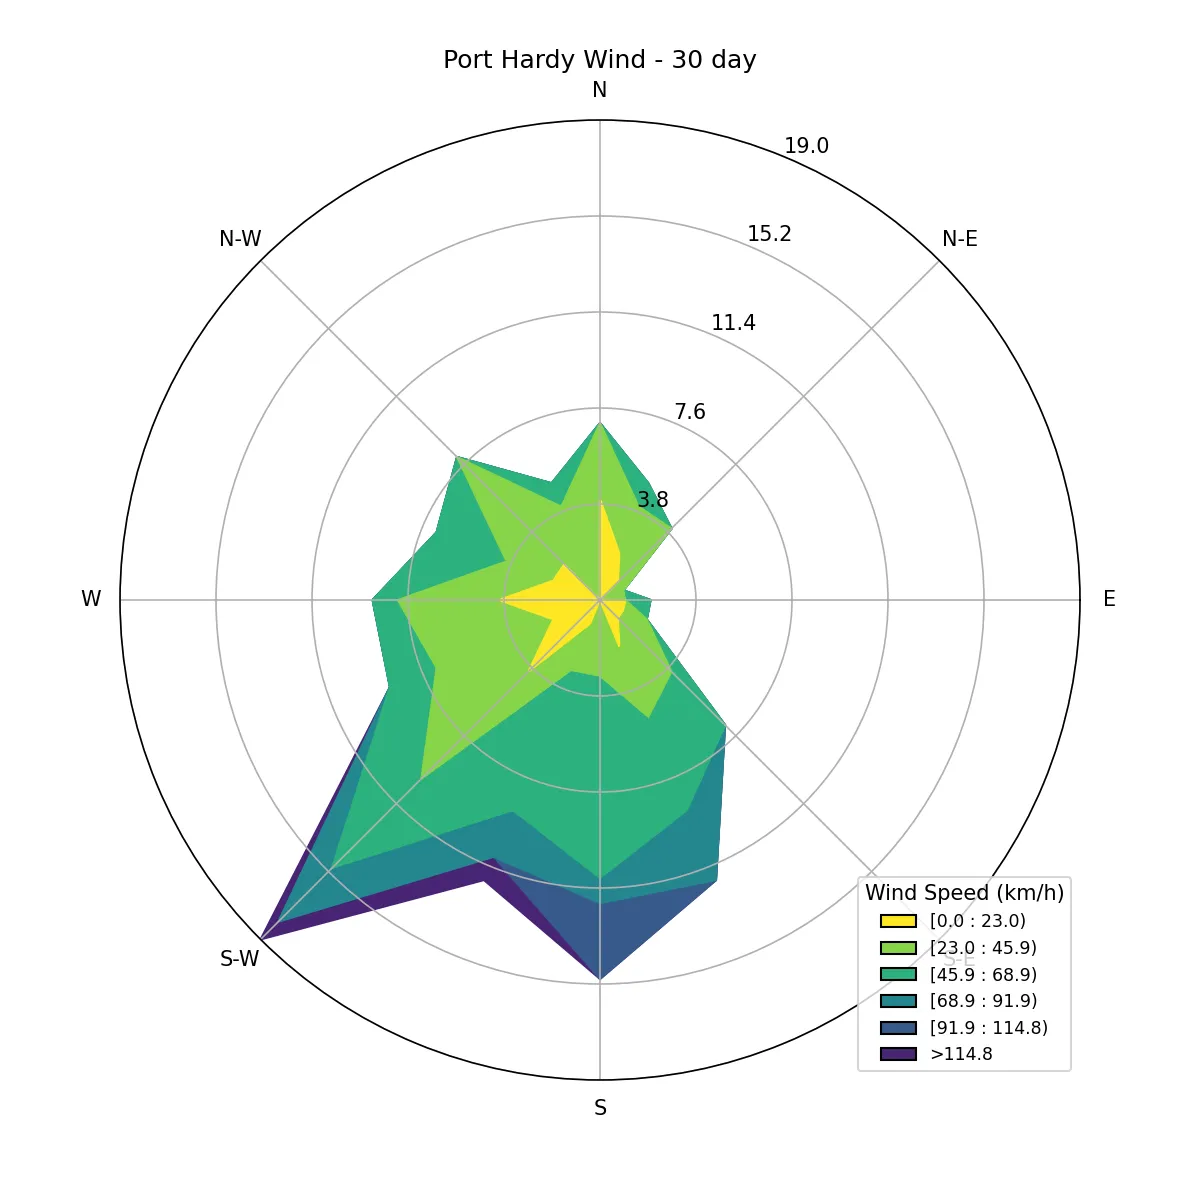 Port Hardy Wind - 30 day
N
19.0
15.2
N-W
N-E
11.4
7.6
3.8
W
E
S-W
S-E
S
Wind Speed (km/h)
[0.0 : 23.0)
[23.0 : 45.9)
[45.9 : 68.9)
[68.9 : 91.9)
[91.9 : 114.8)
>114.8